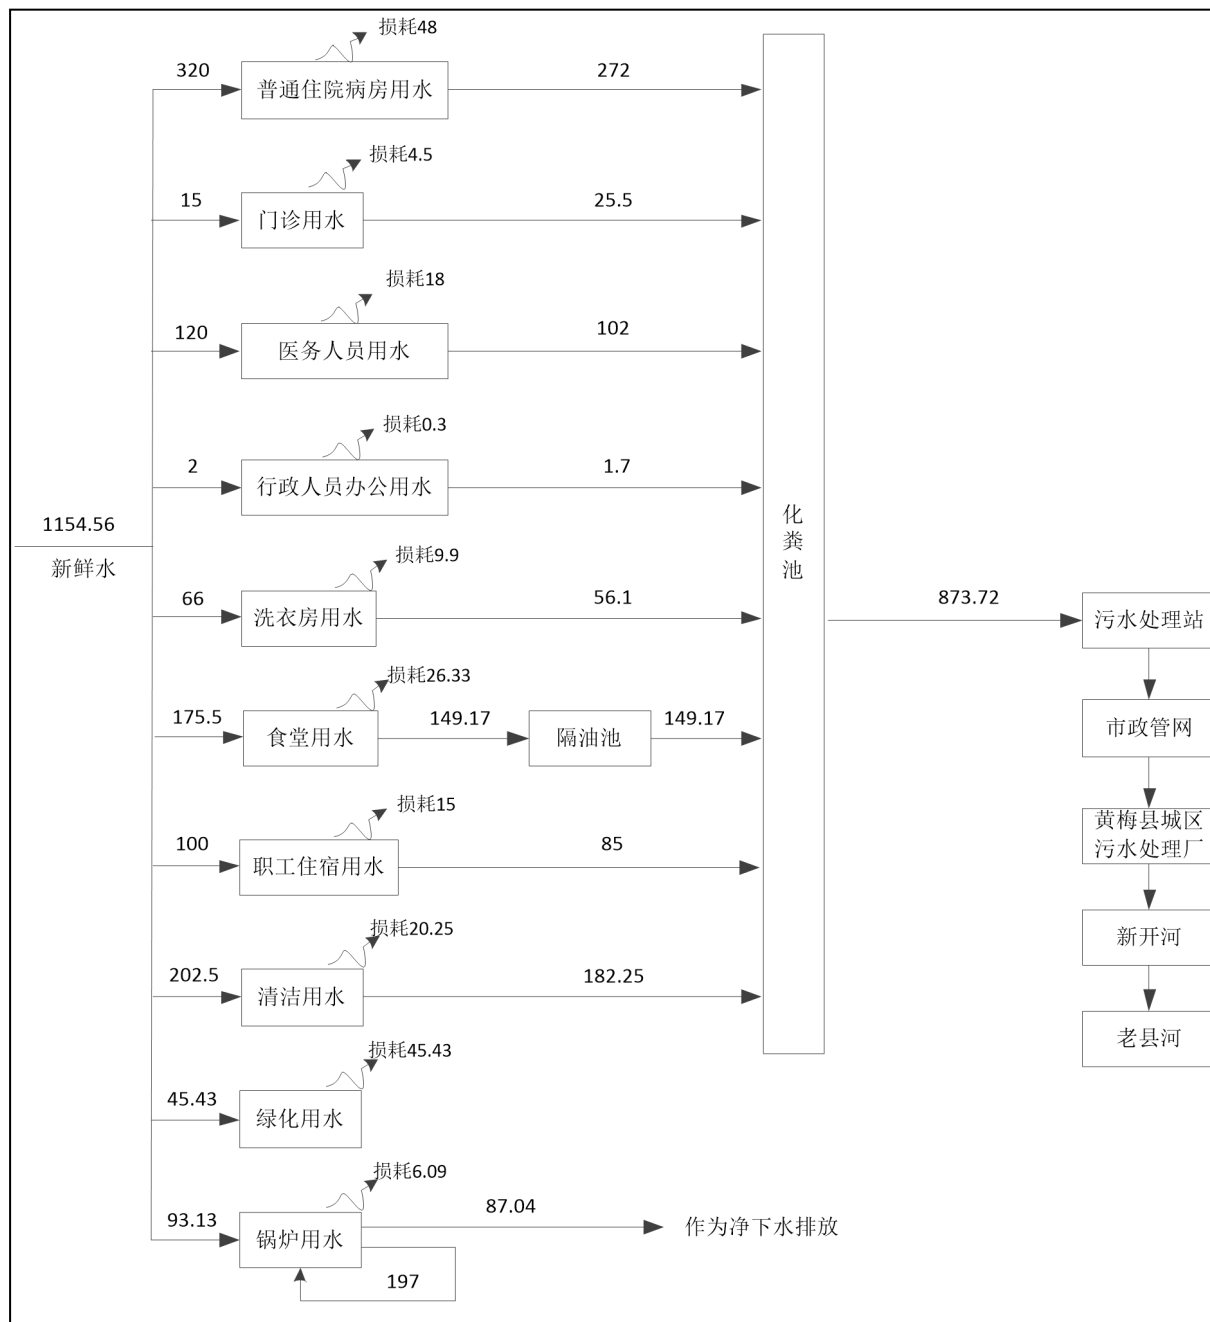 损耗48
320
普通住院病房用水
272
损耗4.5
15
门诊用水
25.5
损耗18
120
医务人员用水
102
损耗0.3
2
行政人员办公用水
1.7
1154.56
新鲜水
损耗9.9
66
洗衣房用水
56.1
损耗26.33
175.5
食堂用水
149.17
隔油池
149.17
损耗15
100
职工住宿用水
85
损耗20.25
202.5
清洁用水
182.25
损耗45.43
45.43
绿化用水
损耗6.09
93.13
锅炉用水
87.04
作为净下水排放
197
化
粪
池
873.72
污水处理站
市政管网
黄梅县城区
污水处理厂
新开河
老县河